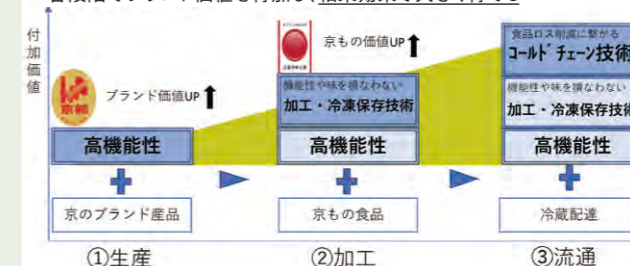 付加価値
ブランド価値UP
京もの価値UP
食品ロス削減に繋がる
コールドチェーン技術
機能性や味を損なわない
加工・冷凍保存技術
機能性や味を損なわない
加工・冷凍保存技術
高機能性
高機能性
高機能性
京のブランド産品
京もの食品
冷蔵配達
①生産
②加工
③流通